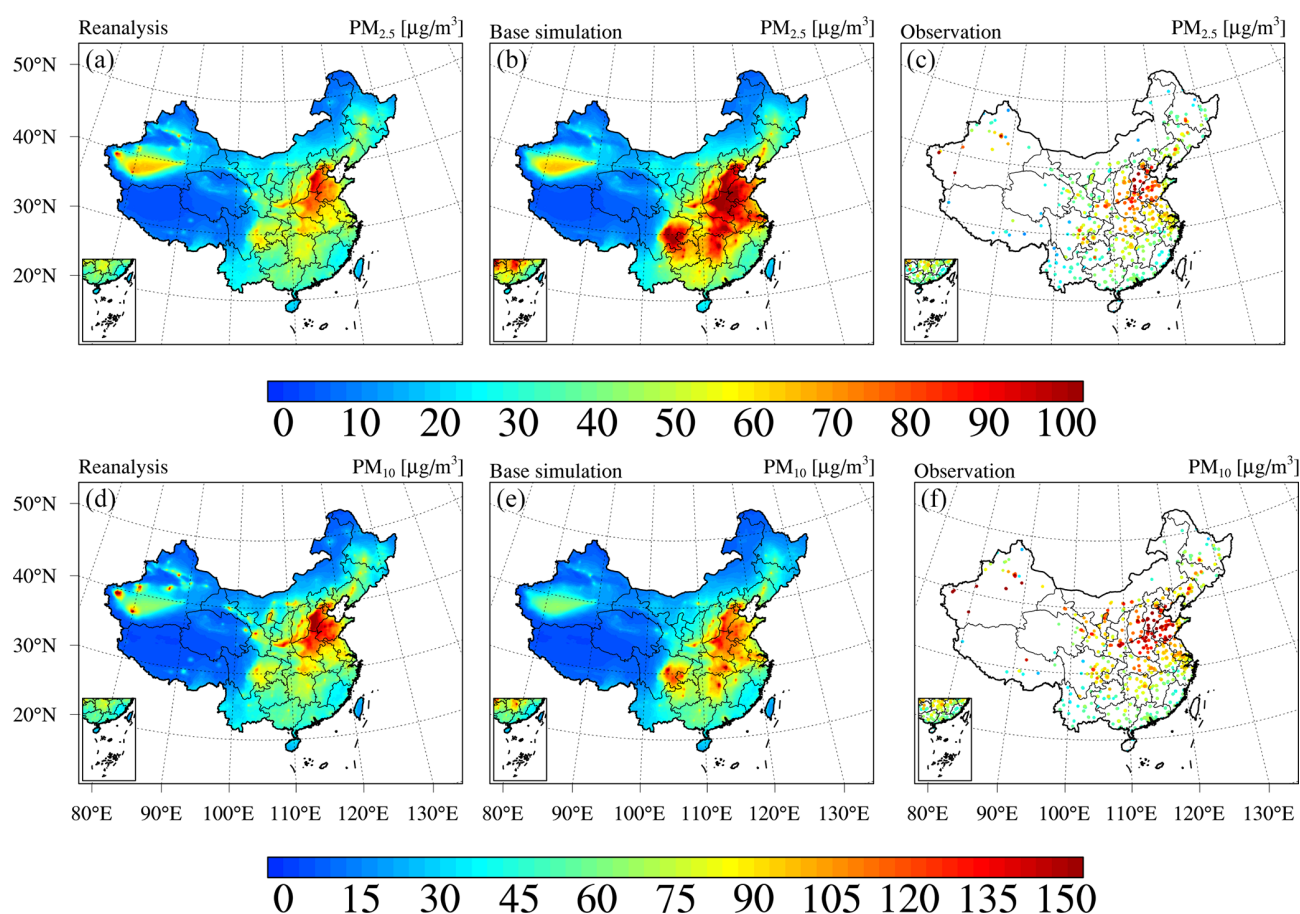 Reanalysis PM2.5 [µg/m3]
Base simulation PM2.5 [µg/m3]
Observation PM2.5 [µg/m3]
(a) (b) (c)
50°N
40°N
30°N
20°N
0 10 20 30 40 50 60 70 80 90 100
Reanalysis PM10 [µg/m3]
Base simulation PM10 [µg/m3]
Observation PM10 [µg/m3]
(d) (e) (f)
50°N
40°N
30°N
20°N
80°E 90°E 100°E 110°E 120°E 130°E 80°E 90°E 100°E 110°E 120°E 130°E 80°E 90°E 100°E 110°E 120°E 130°E
0 15 30 45 60 75 90 105 120 135 150